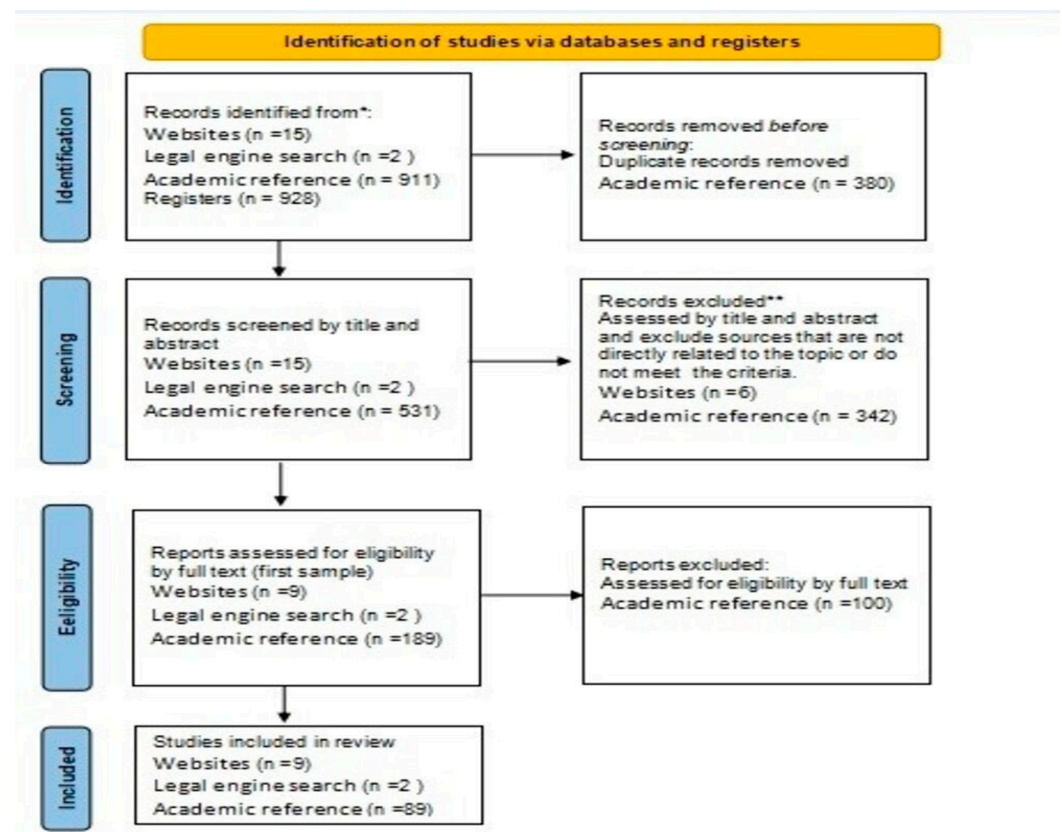 Identification of studies via databases and registers
Identification
Records identified from*:
Websites (n =15)
Legal engine search (n =2 )
Academic reference (n = 911)
Registers (n = 928)
Records removed before
screening:
Duplicate records removed
Academic reference (n = 380)
Screening
Records screened by title and
abstract
Websites (n =15)
Legal engine search (n =2 )
Academic reference (n = 531)
Records excluded**
Assessed by title and abstract
and exclude sources that are not
directly related to the topic or do
not meet the criteria.
Websites (n =6)
Academic reference (n = 342)
Eeligibility
Reports assessed for eligibility
by full text (first sample)
Websites (n =9)
Legal engine search (n =2 )
Academic reference (n =189)
Reports excluded:
Assessed for eligibility by full text
Academic reference (n =100)
Included
Studies included in review
Websites (n =9)
Legal engine search (n =2 )
Academic reference (n =89)